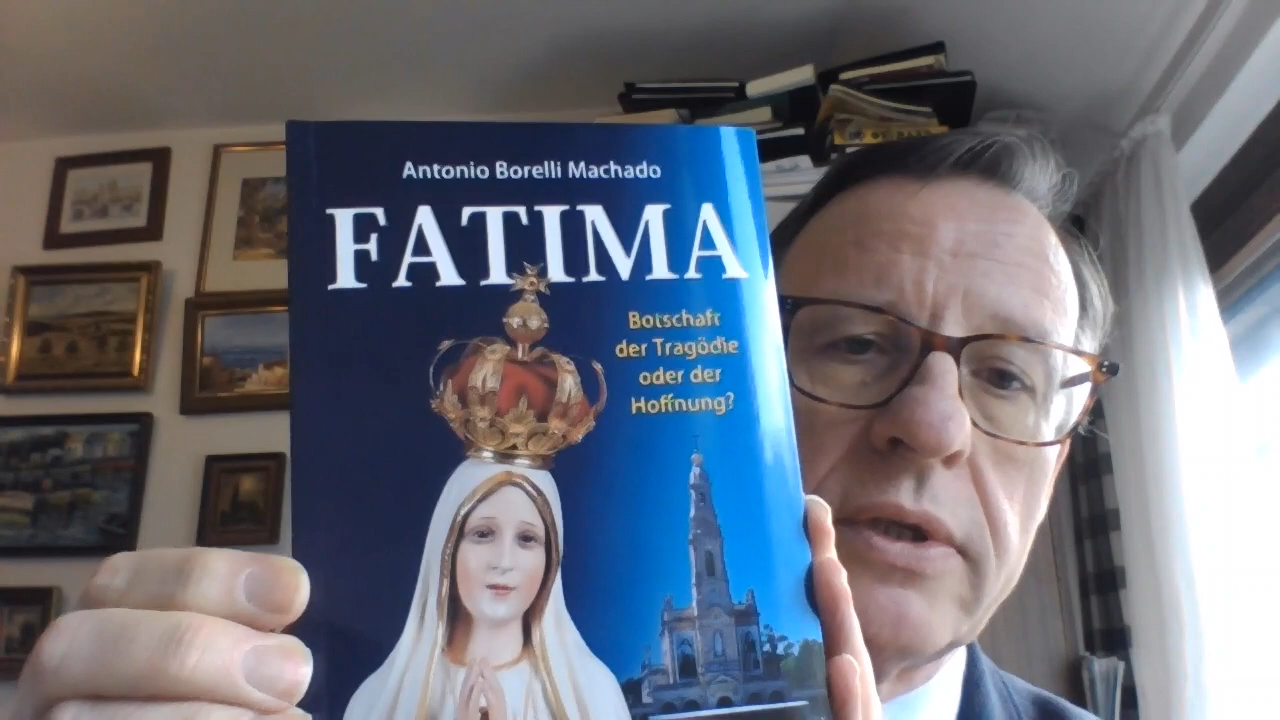 Antonio Borelli Machado
FATIMA
Botschaft
der Tragödie
oder der
Hoffnung?